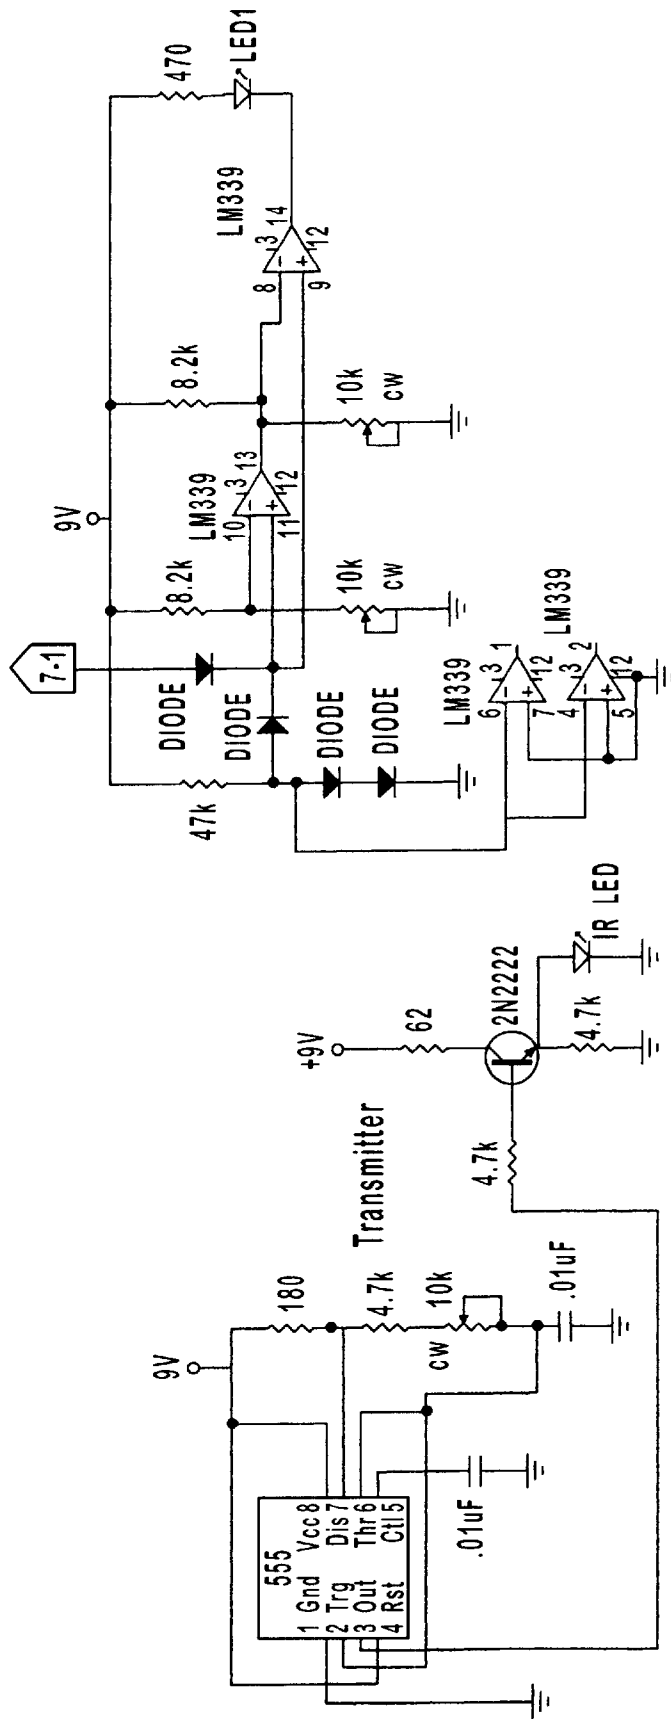 9V
47k
8.2k
8.2k
470
LED1
7-1
DIODE
DIODE
DIODE
DIODE
LM339
10
11
3
12
13
10k
cw
10k
cw
LM339
8
9
3
12
14
LM339
6
7
3
12
1
LM339
4
5
3
12
2
Transmitter
555
1 Gnd Vcc 8
2 Trg Dis 7
3 Out Thr 6
4 Rst Ctl 5
9V
180
4.7k
10k
cw
.01uF
.01uF
+9V
62
4.7k
2N2222
4.7k
IR LED